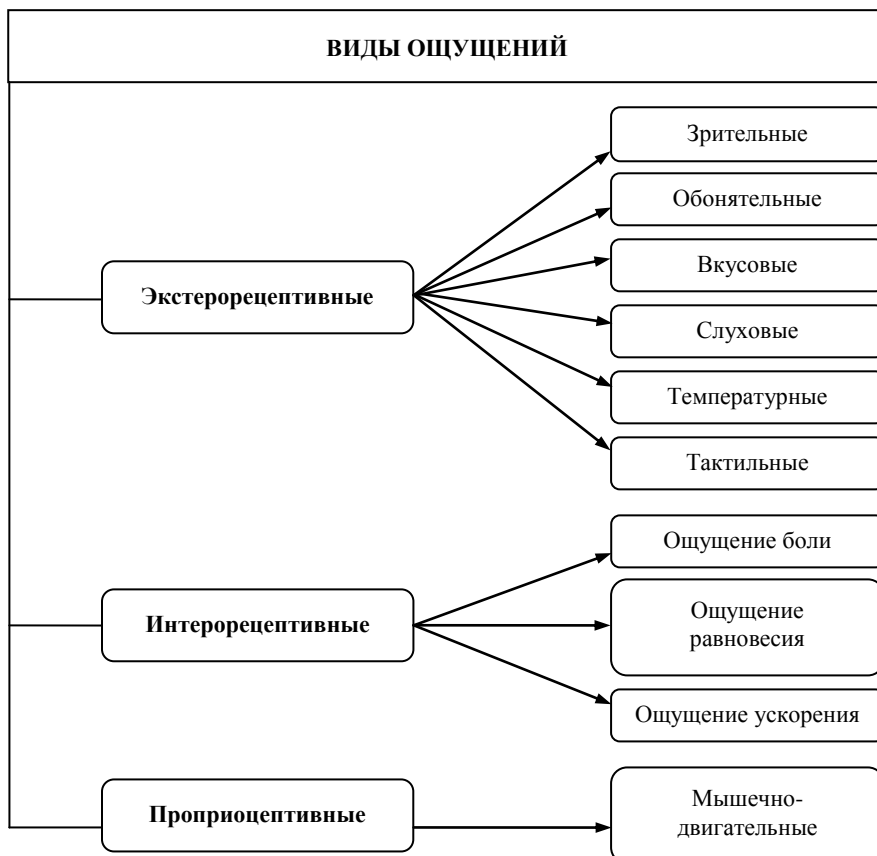 ВИДЫ ОЩУЩЕНИЙ
Экстерорецептивные
Зрительные
Обонятельные
Вкусовые
Слуховые
Температурные
Тактильные
Интерорецептивные
Ощущение боли
Ощущение
равновесия
Ощущение ускорения
Проприоцептивные
Мышечно-
двигательные